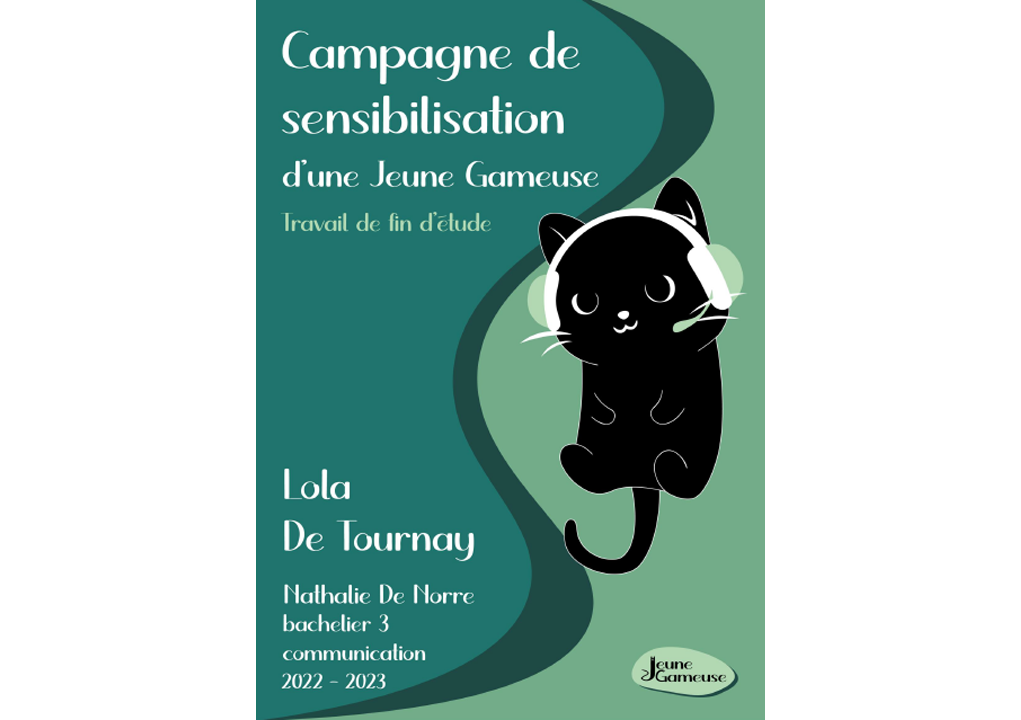 Campagne de
sensibilisation
d'une Jeune Gameuse
Travail de fin d'étude
Lola
De Tournay
Nathalie De Norre
bachelier 3
communication
2022 - 2023
Jeune
Gameuse